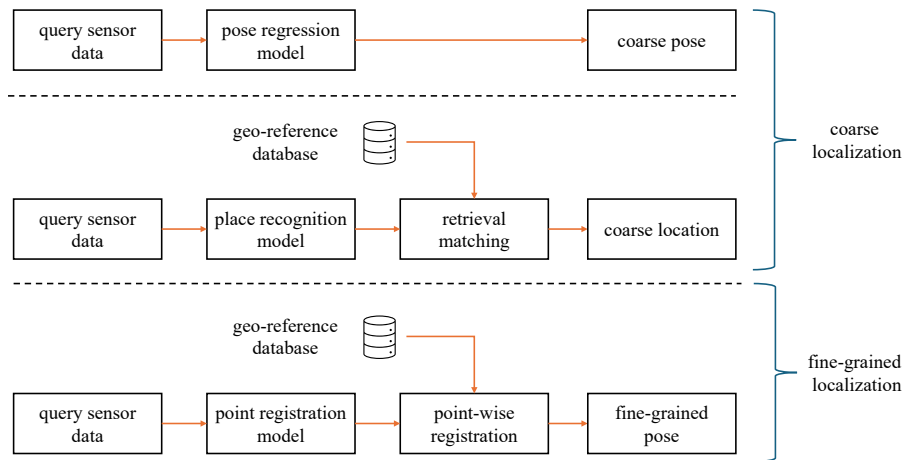 query sensor
data
pose regression
model
coarse pose
geo-reference
database
coarse
localization
query sensor
data
place recognition
model
retrieval
matching
coarse location
geo-reference
database
fine-grained
localization
query sensor
data
point registration
model
point-wise
registration
fine-grained
pose